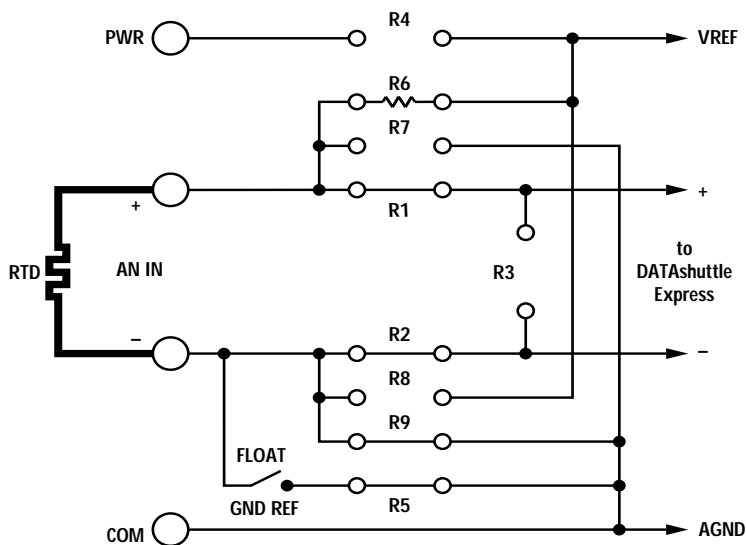 PWR
R4
VREF
R6
R7
+
R1
+
RTD
AN IN
R3
to
DATAshuttle
Express
–
R2
–
R8
R9
FLOAT
GND REF
R5
COM
AGND